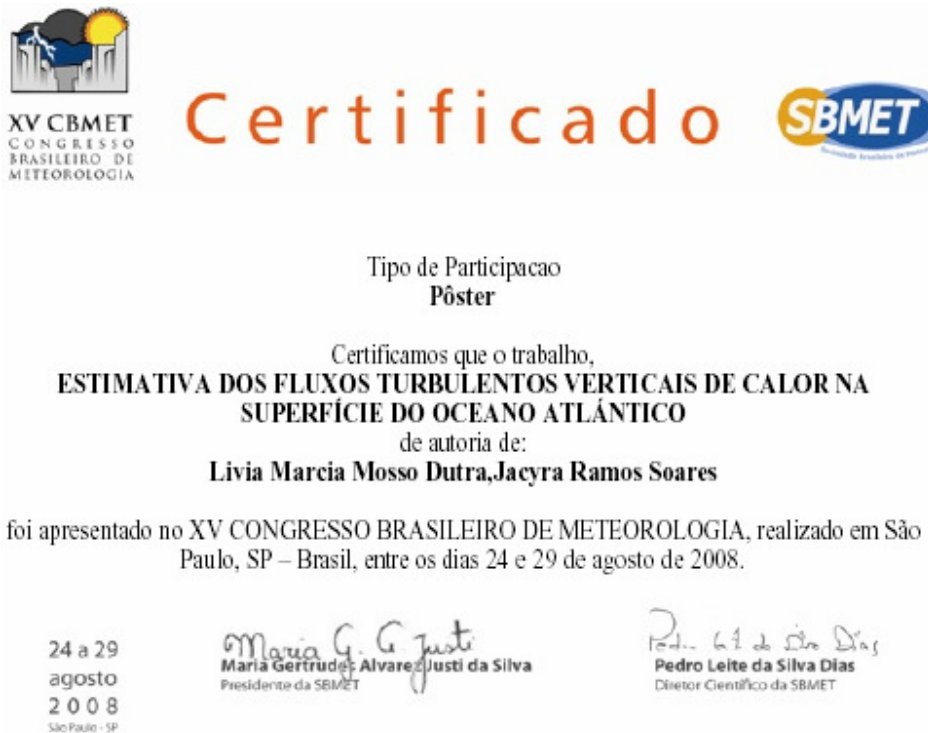 XV CBMET
CONGRESSO
BRASILEIRO DE
METEOROLOGIA
Certificado
SBMET
Tipo de Participacao
Pôster
Certificamos que o trabalho,
ESTIMATIVA DOS FLUXOS TURBULENTOS VERTICAIS DE CALOR NA
SUPERFÍCIE DO OCEANO ATLÁNTICO
de autoria de:
Livia Marcia Mosso Dutra,Jacyra Ramos Soares
foi apresentado no XV CONGRESSO BRASILEIRO DE METEOROLOGIA, realizado em São
Paulo, SP – Brasil, entre os dias 24 e 29 de agosto de 2008.
24 a 29
agosto
2008
São Paulo - SP
Maria G. A. Justi
Maria Gertrudes Alvarez Justi da Silva
Presidente da SBMET
Pedro Leite da Silva Dias
Diretor Científico da SBMET